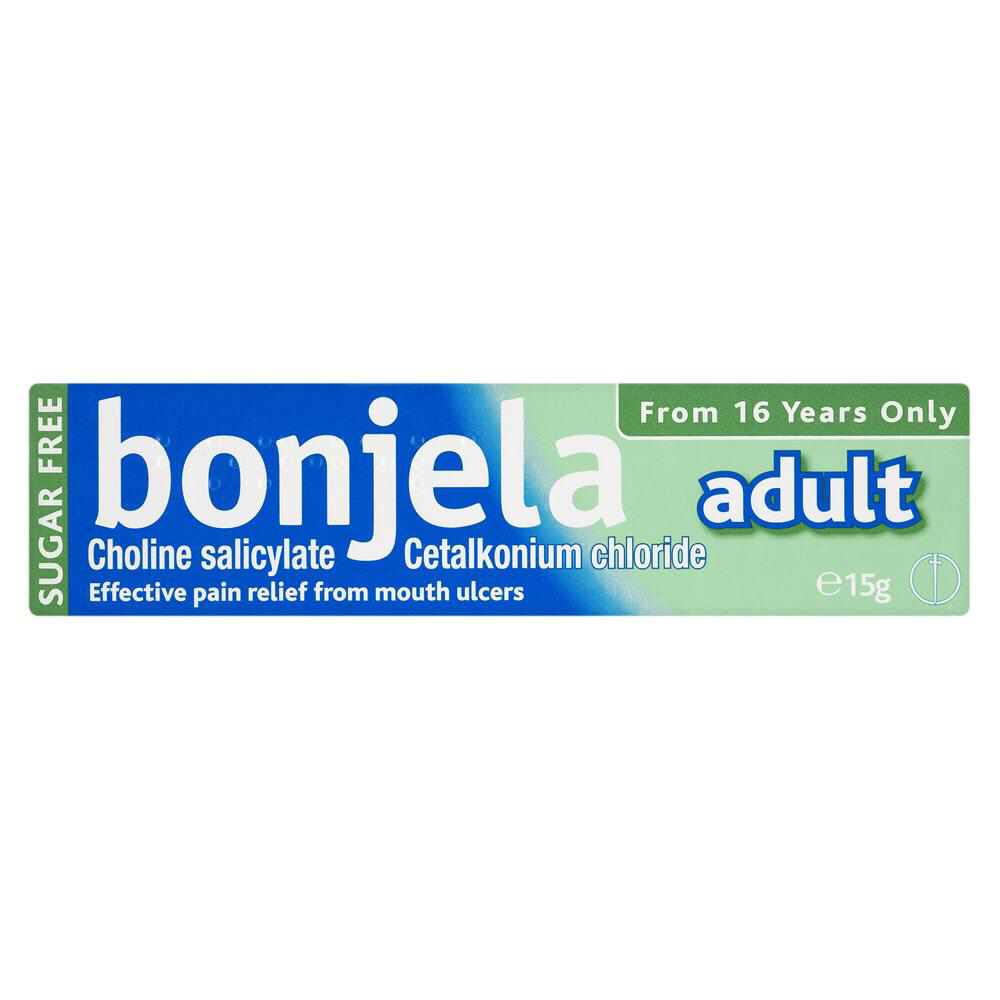 SUGAR FREE
bonjela
Choline salicylate Cetalkonium chloride
Effective pain relief from mouth ulcers
From 16 Years Only
adult
℮15g